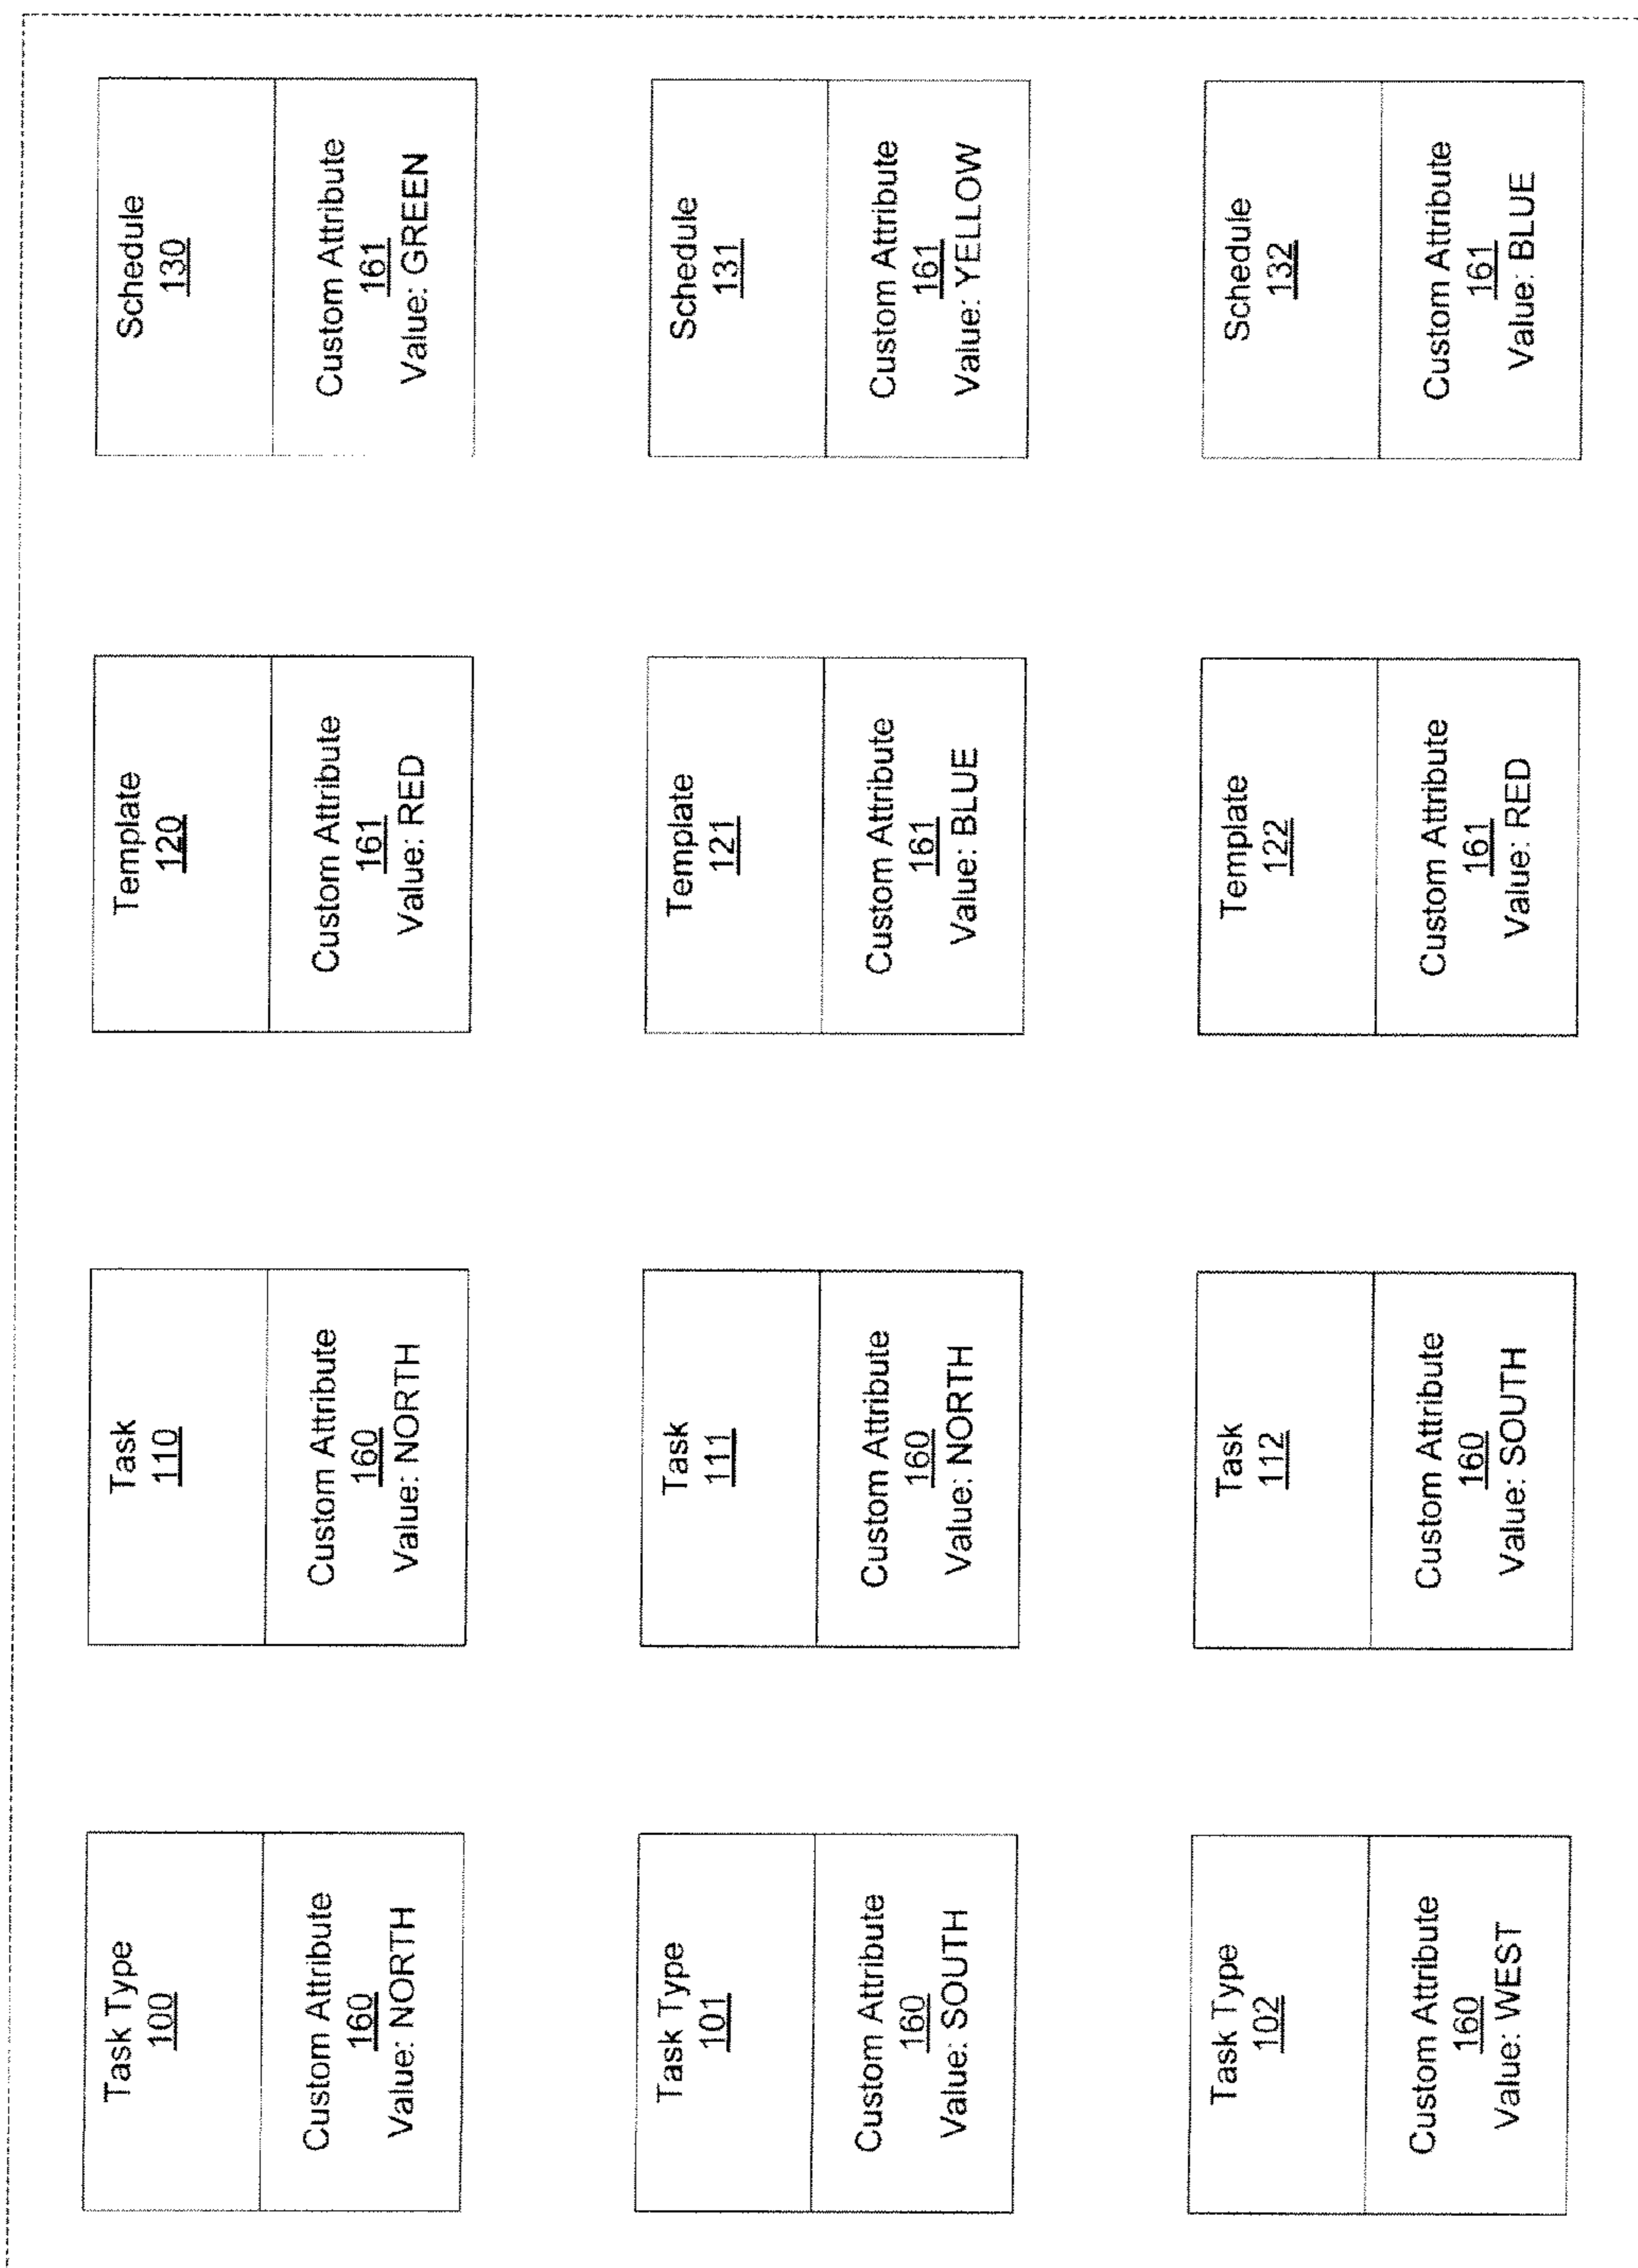 Task Type
100
Custom Attribute
160
Value: NORTH
Task
110
Custom Attribute
160
Value: NORTH
Template
120
Custom Attribute
161
Value: RED
Schedule
130
Custom Attribute
161
Value: GREEN
Task Type
101
Custom Attribute
160
Value: SOUTH
Task
111
Custom Attribute
160
Value: NORTH
Template
121
Custom Attribute
161
Value: BLUE
Schedule
131
Custom Attribute
161
Value: YELLOW
Task Type
102
Custom Attribute
160
Value: WEST
Task
112
Custom Attribute
160
Value: SOUTH
Template
122
Custom Attribute
161
Value: RED
Schedule
132
Custom Attribute
161
Value: BLUE